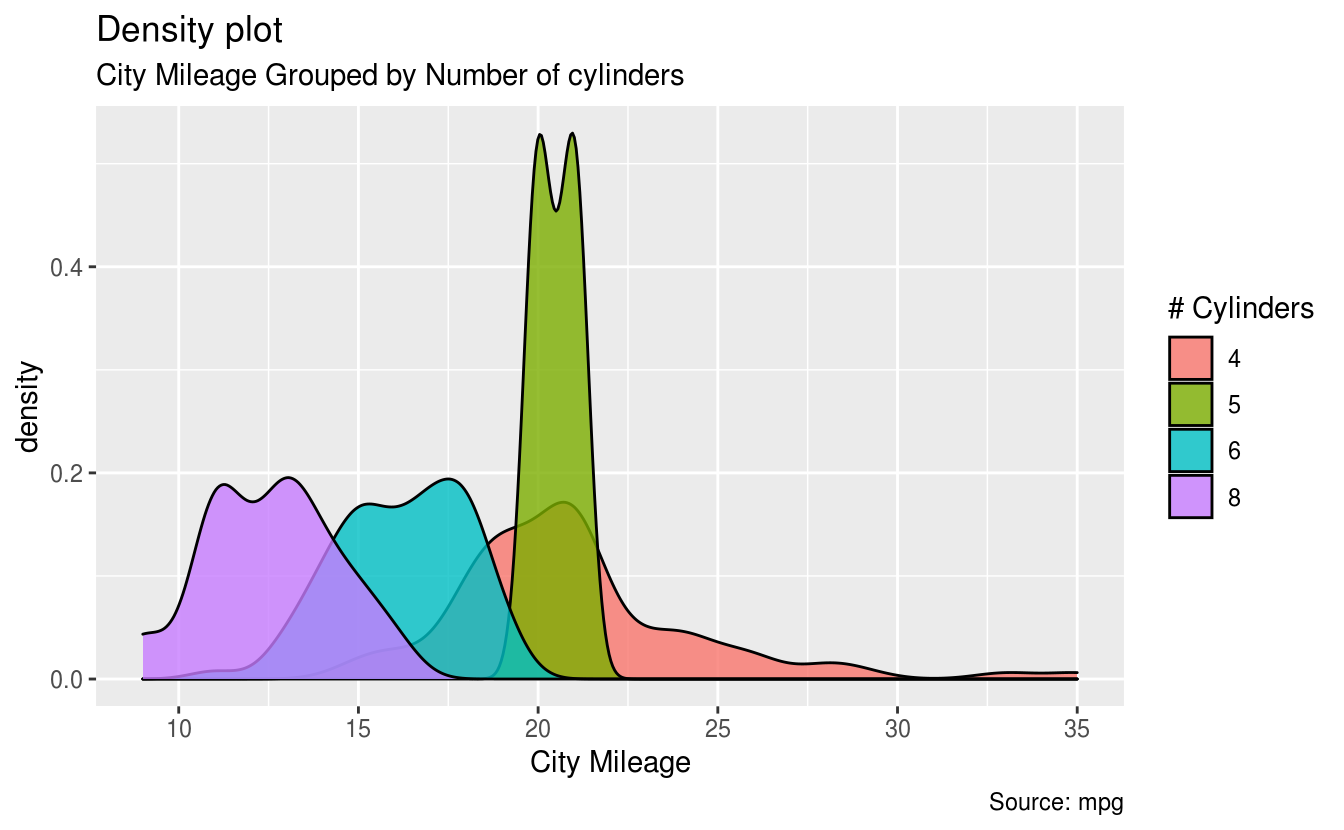 Density plot
City Mileage Grouped by Number of cylinders
density
0.4
0.2
0.0
10 15 20 25 30 35
City Mileage
# Cylinders
4
5
6
8
Source: mpg